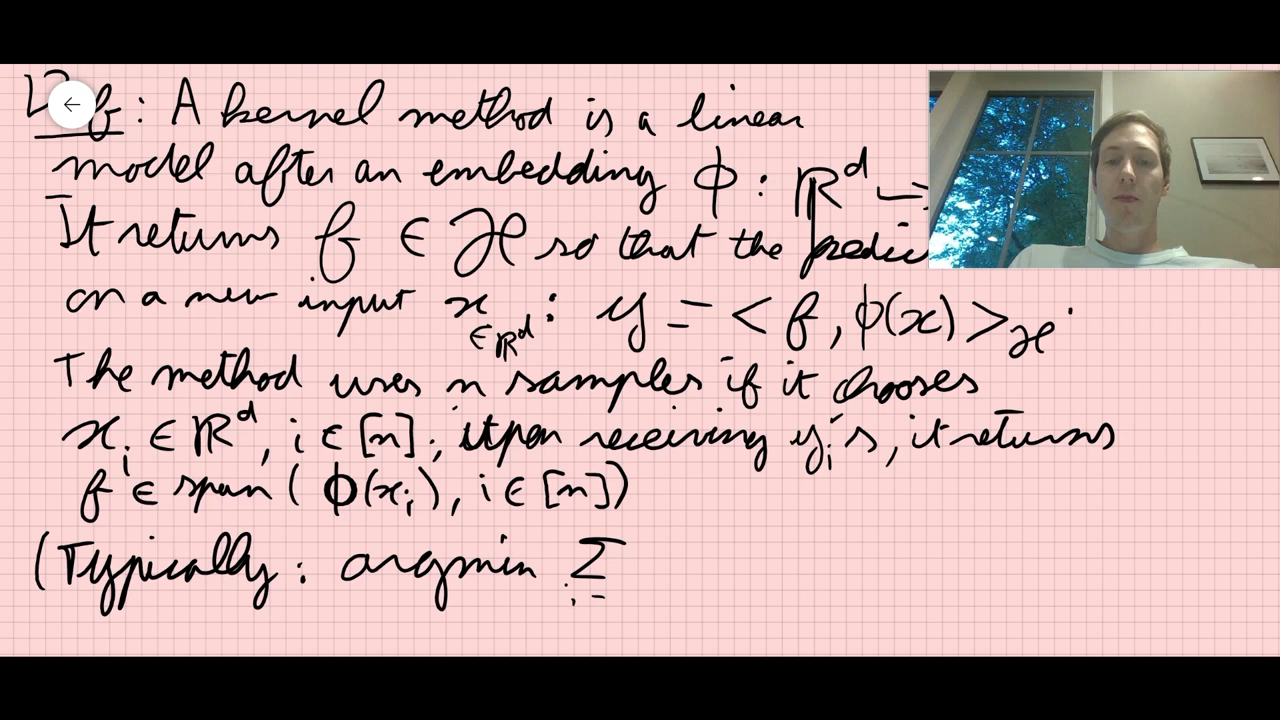 Def: A kernel method is a linear
model after an embedding ϕ: ℝ^d →
It returns f ∈ ℋ so that the predic
on a new input x ∈ℝ^d : y = < f, ϕ(x) >_ℋ.
The method uses n samples if it chooses
x_i ∈ ℝ^d, i ∈ [n]; upon receiving y_i's, it returns
f ∈ span ( ϕ(x_i), i ∈ [n])
(Typically: argmin Σ
i =